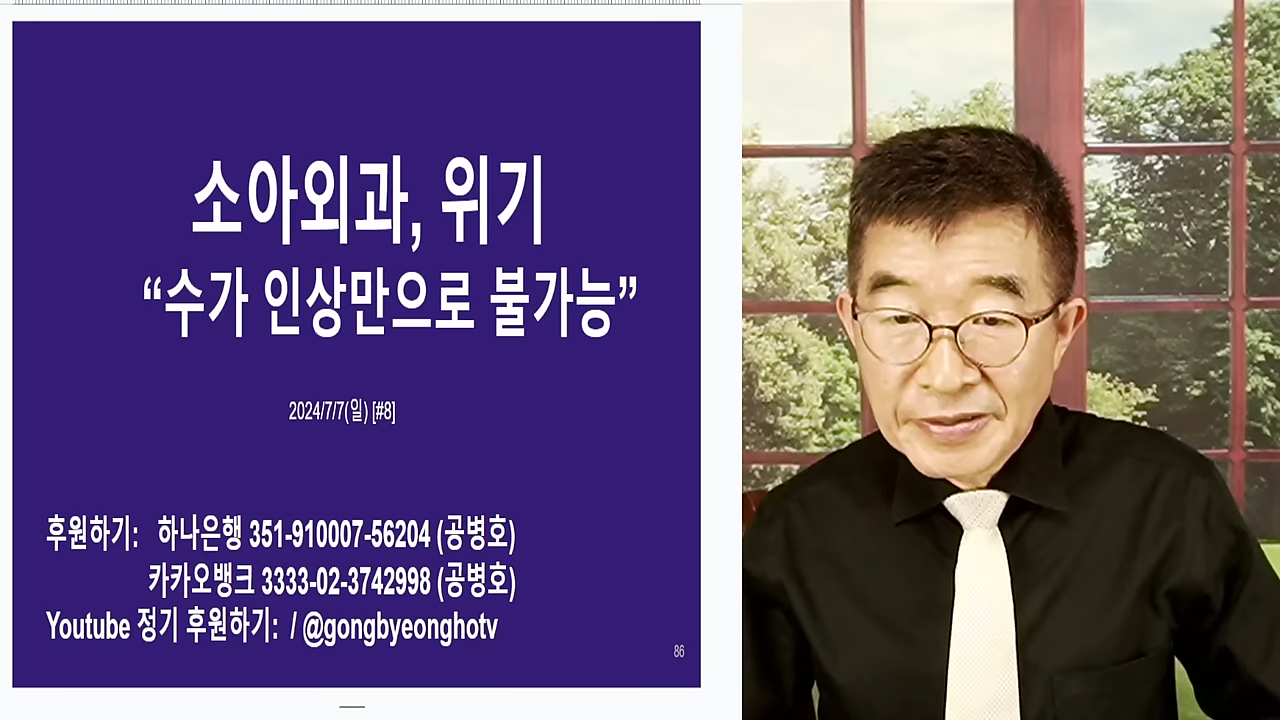 소아외과, 위기
“수가 인상만으로 불가능”
2024/7/7(일) [#8]
후원하기: 하나은행 351-910007-56204 (공병호)
카카오뱅크 3333-02-3742998 (공병호)
Youtube 정기 후원하기: / @gongbyeonghotv
86